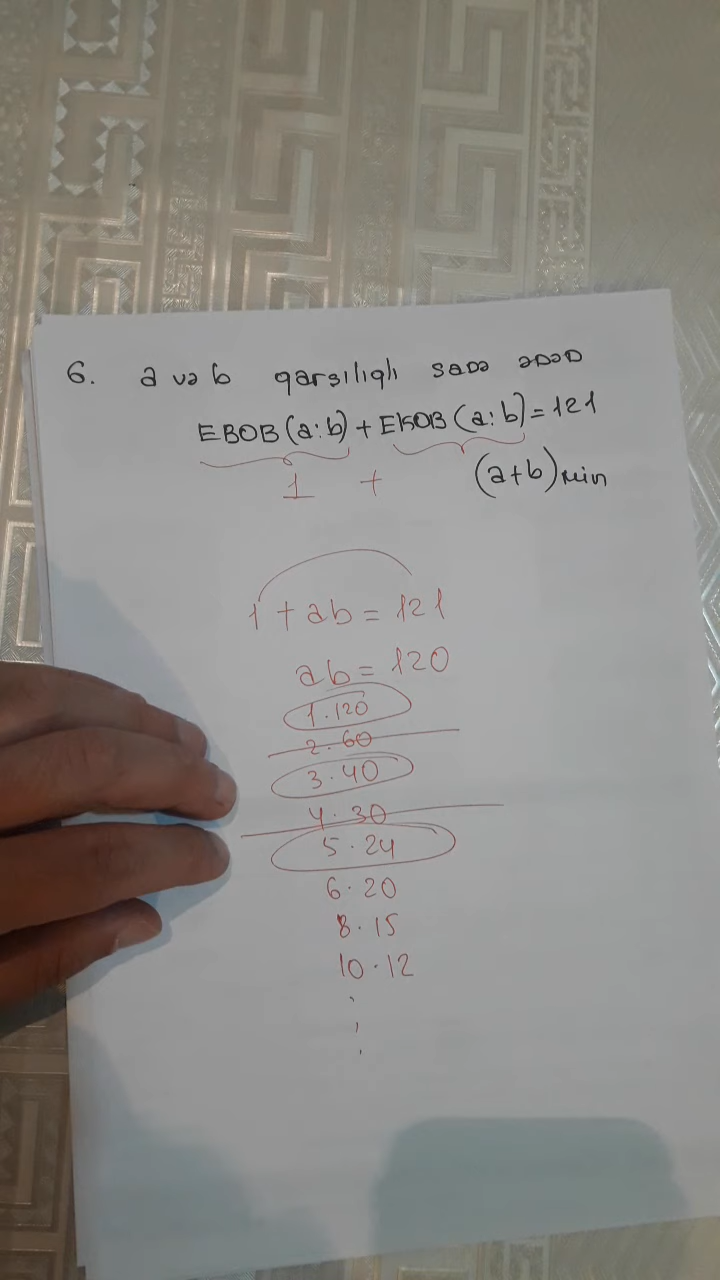 6. a və b qarşılıqlı sadə ədəd
EBOB(a:b) + EKOB(a:b) = 121
1 + (a+b)min
1 + ab = 121
ab = 120
1·120
2·60
3·40
4·30
5·24
6·20
8·15
10·12